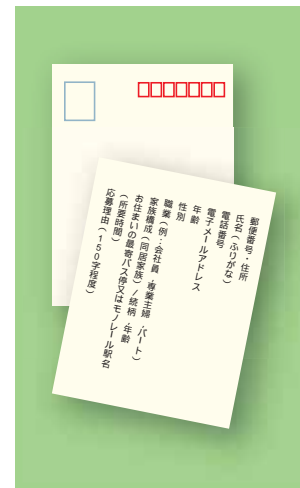 郵便番号・住所
氏名(ふりがな)
電話番号
電子メールアドレス
年齢
性別
職業(例:会社員・専業主婦・パート)
家族構成(同居家族)/続柄・年齢
お住まいの最寄バス停又はモノレール駅名
(所要時間)
応募理由(150字程度)